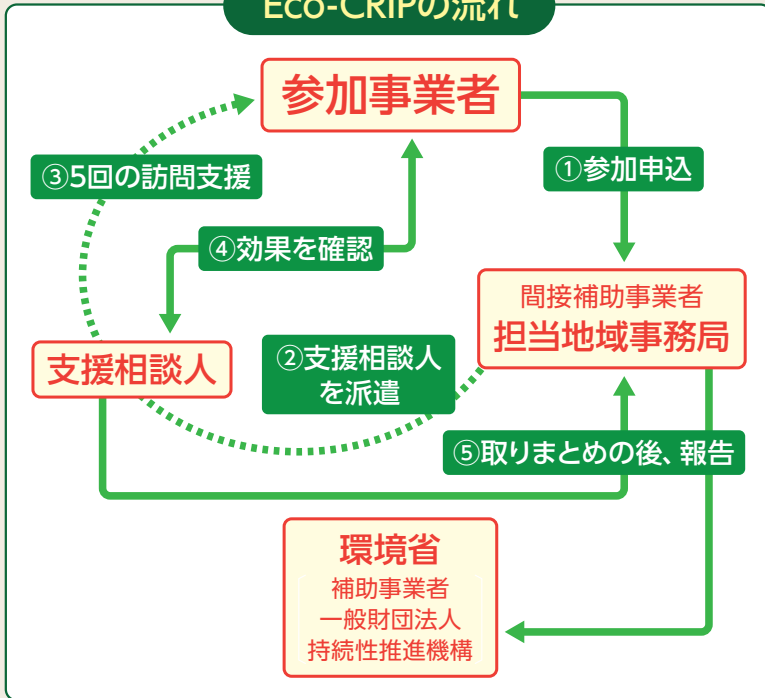 Eco-CRIPの流れ
参加事業者
①参加申込
③5回の訪問支援
④効果を確認
間接補助事業者
担当地域事務局
支援相談人
②支援相談人
を派遣
⑤取りまとめの後、報告
環境省
補助事業者
一般財団法人
持続性推進機構